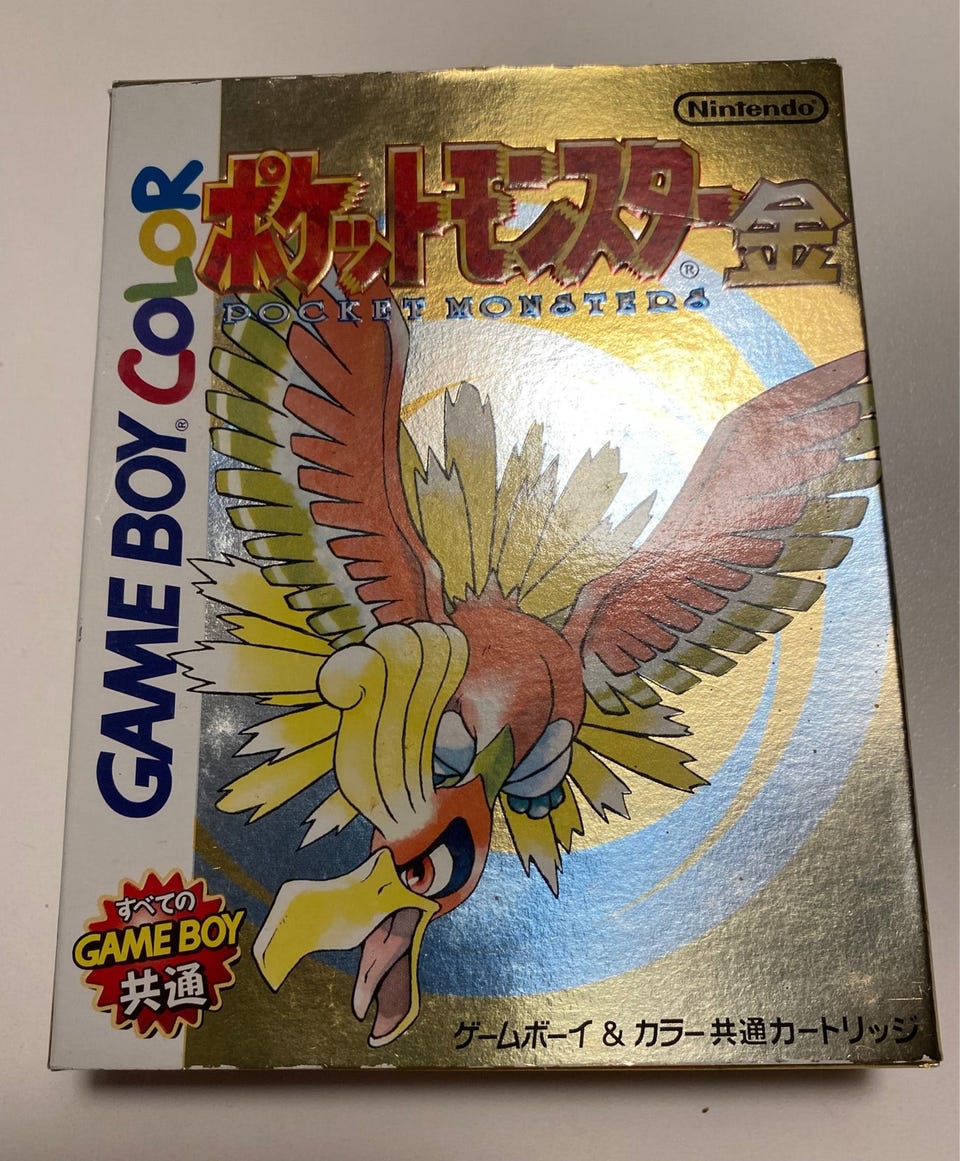 Nintendo®
ポケットモンスター®金
POCKET MONSTERS
GAME BOY® COLOR
すべての
GAME BOY
共通
ゲームボーイ & カラー共通カートリッジ